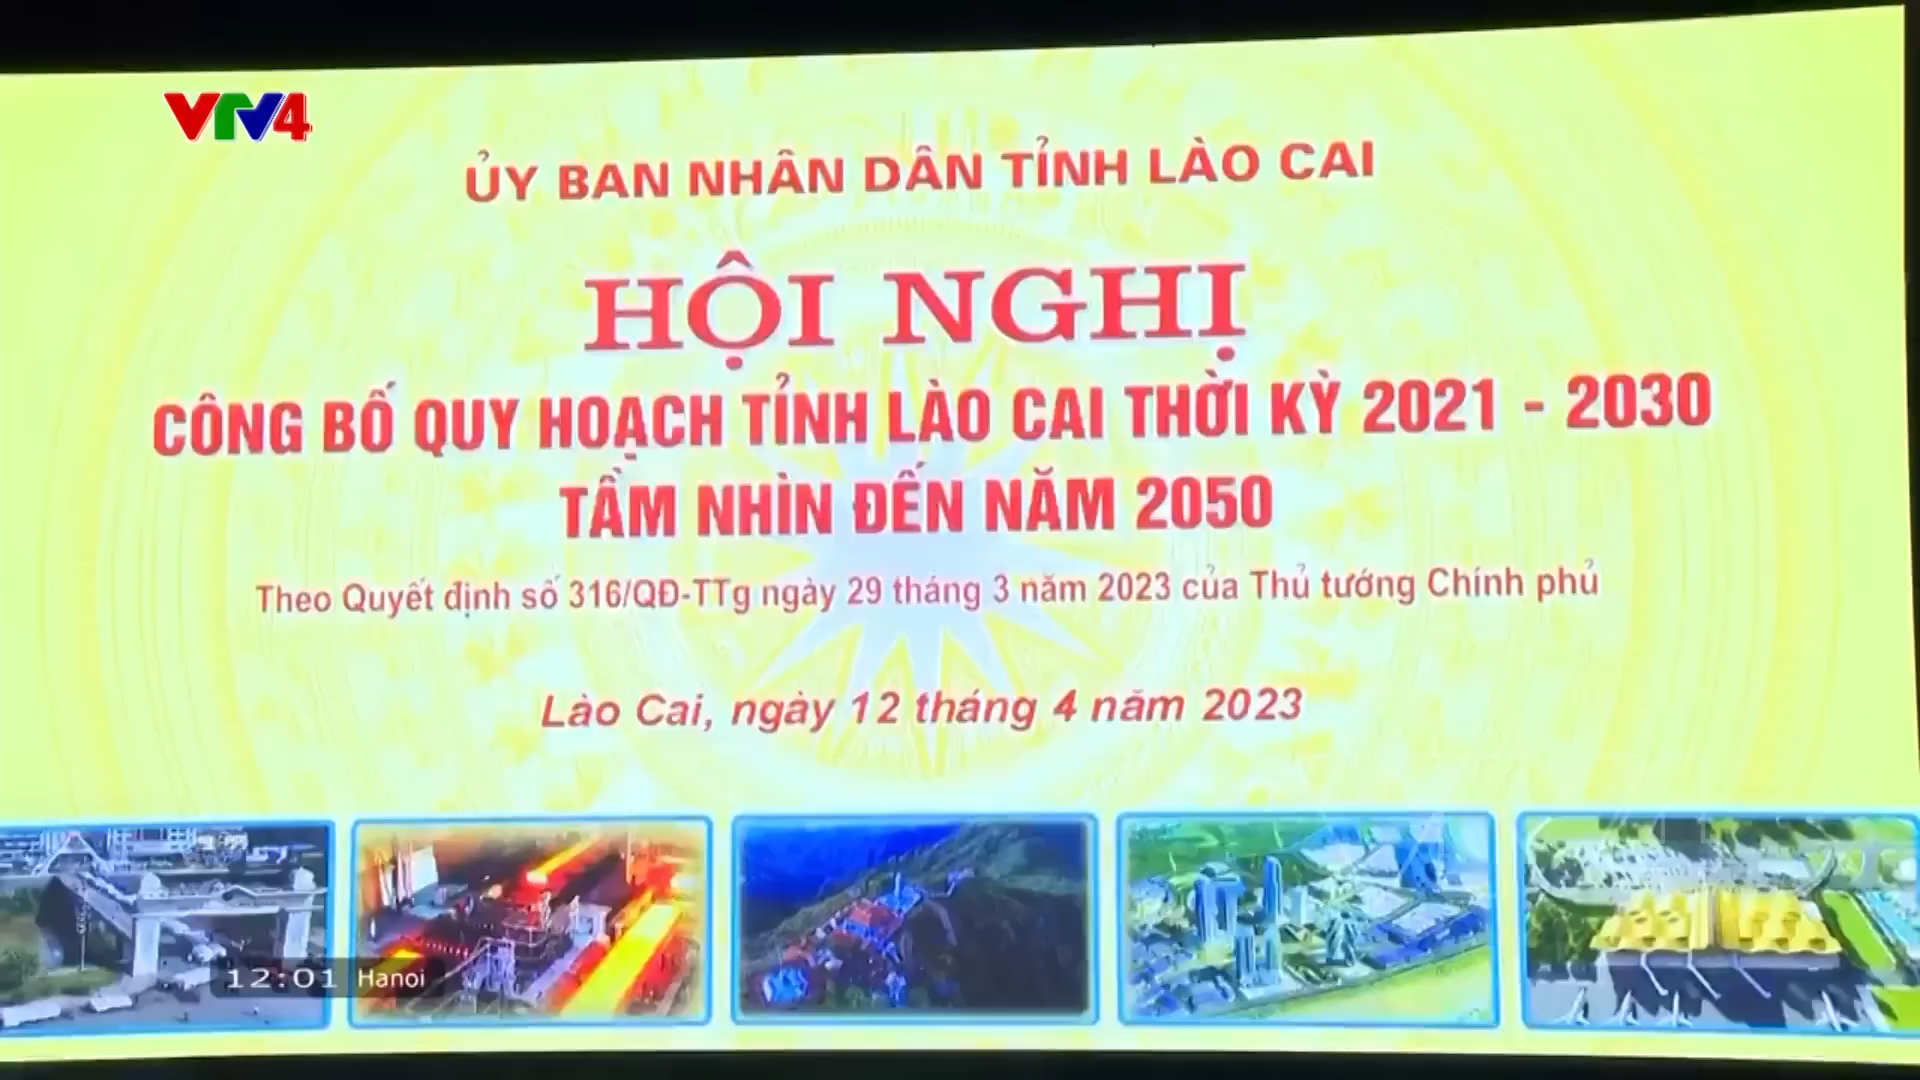 VTV4
ỦY BAN NHÂN DÂN TỈNH LÀO CAI
HỘI NGHỊ
CÔNG BỐ QUY HOẠCH TỈNH LÀO CAI THỜI KỲ 2021 - 2030
TẦM NHÌN ĐẾN NĂM 2050
Theo Quyết định số 316/QĐ-TTg ngày 29 tháng 3 năm 2023 của Thủ tướng Chính phủ
Lào Cai, ngày 12 tháng 4 năm 2023
12:01 Hanoi